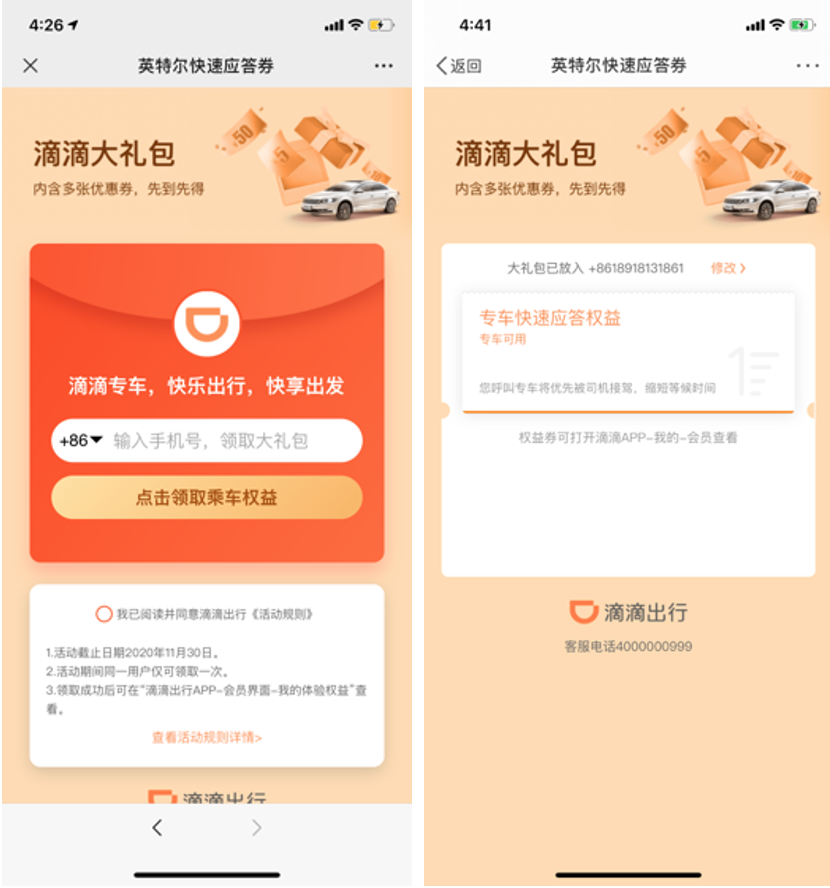 4:26
英特尔快速应答券
滴滴大礼包
内含多张优惠券，先到先得
50
5
滴滴专车，快乐出行，快享出发
+86 输入手机号，领取大礼包
点击领取乘车权益
我已阅读并同意滴滴出行《活动规则》
1.活动截止日期2020年11月30日。
2.活动期间同一用户仅可领取一次。
3.领取成功后可在“滴滴出行APP-会员界面-我的体验权益”查
看。
查看活动规则详情>
滴滴出行
4:41
返回
英特尔快速应答券
滴滴大礼包
内含多张优惠券，先到先得
50
5
大礼包已放入 +8618918131861 修改
专车快速应答权益
专车可用
您呼叫专车将优先被司机接驾，缩短等候时间
权益券可打开滴滴APP-我的-会员查看
滴滴出行
客服电话4000000999